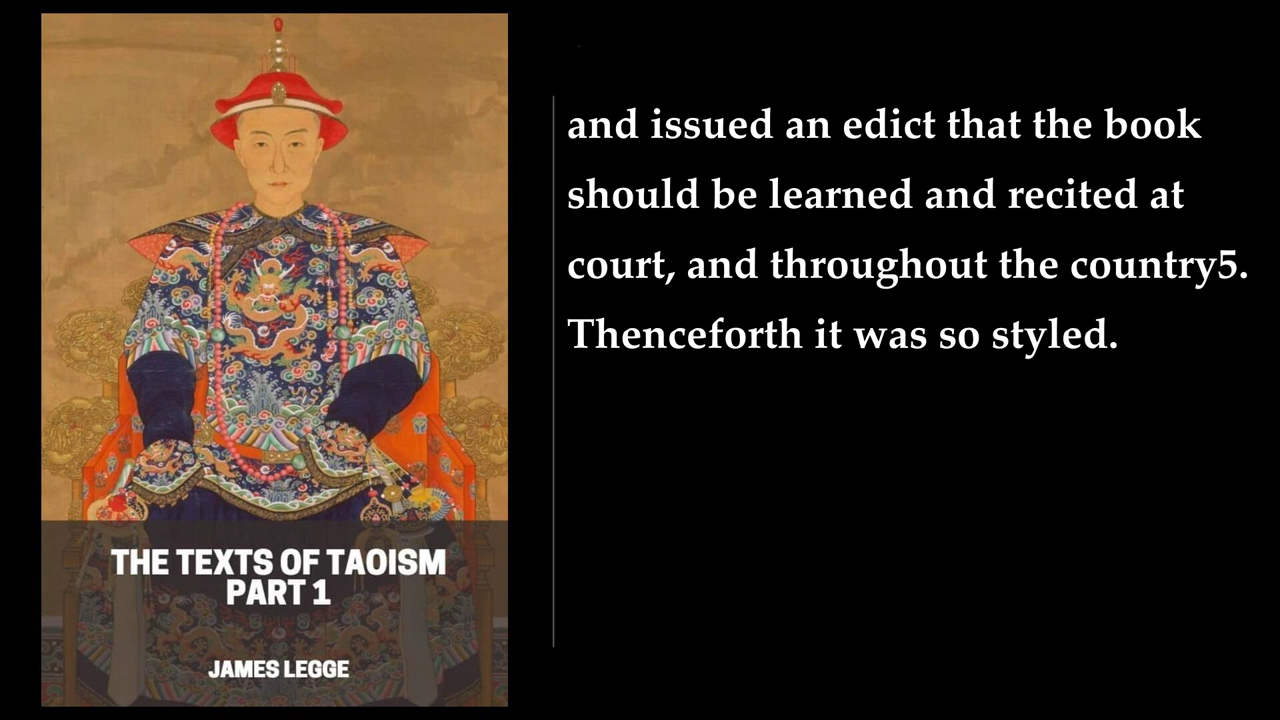 and issued an edict that the book
should be learned and recited at
court, and throughout the country5.
Thenceforth it was so styled.
THE TEXTS OF TAOISM
PART 1
JAMES LEGGE